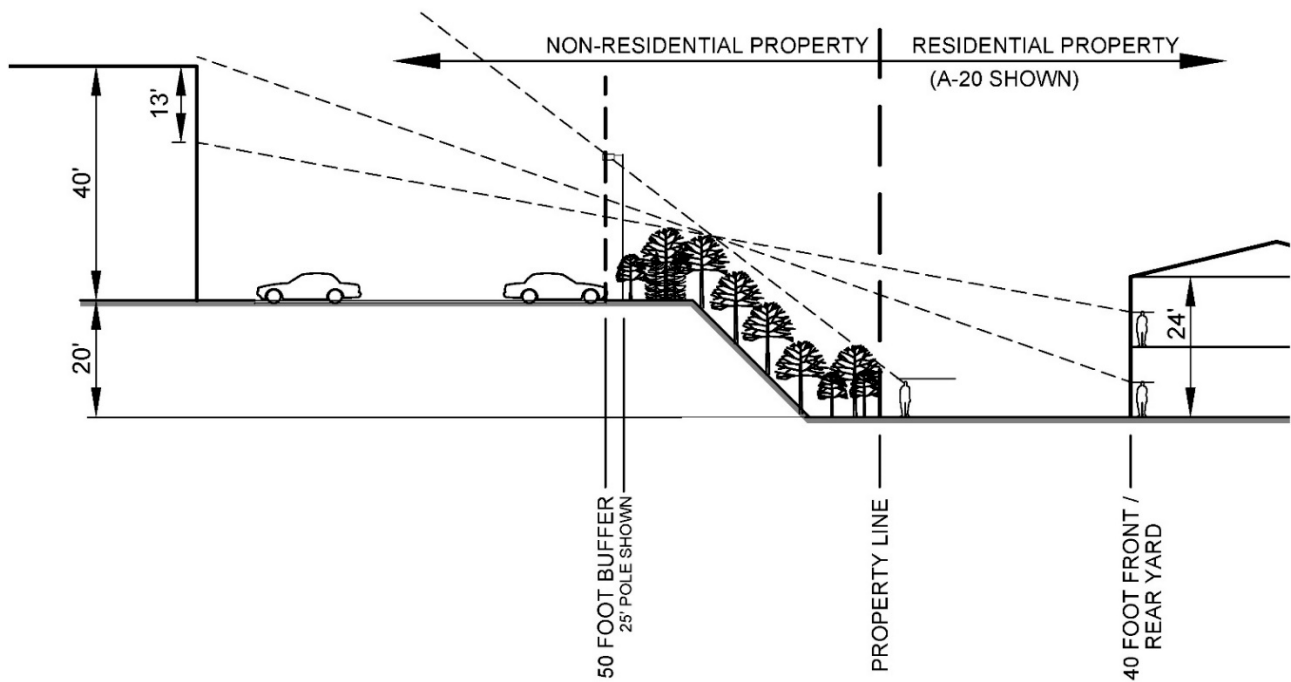 NON-RESIDENTIAL PROPERTY
RESIDENTIAL PROPERTY
(A-20 SHOWN)
13'
40'
20'
24'
50 FOOT BUFFER
25' POLE SHOWN
PROPERTY LINE
40 FOOT FRONT /
REAR YARD